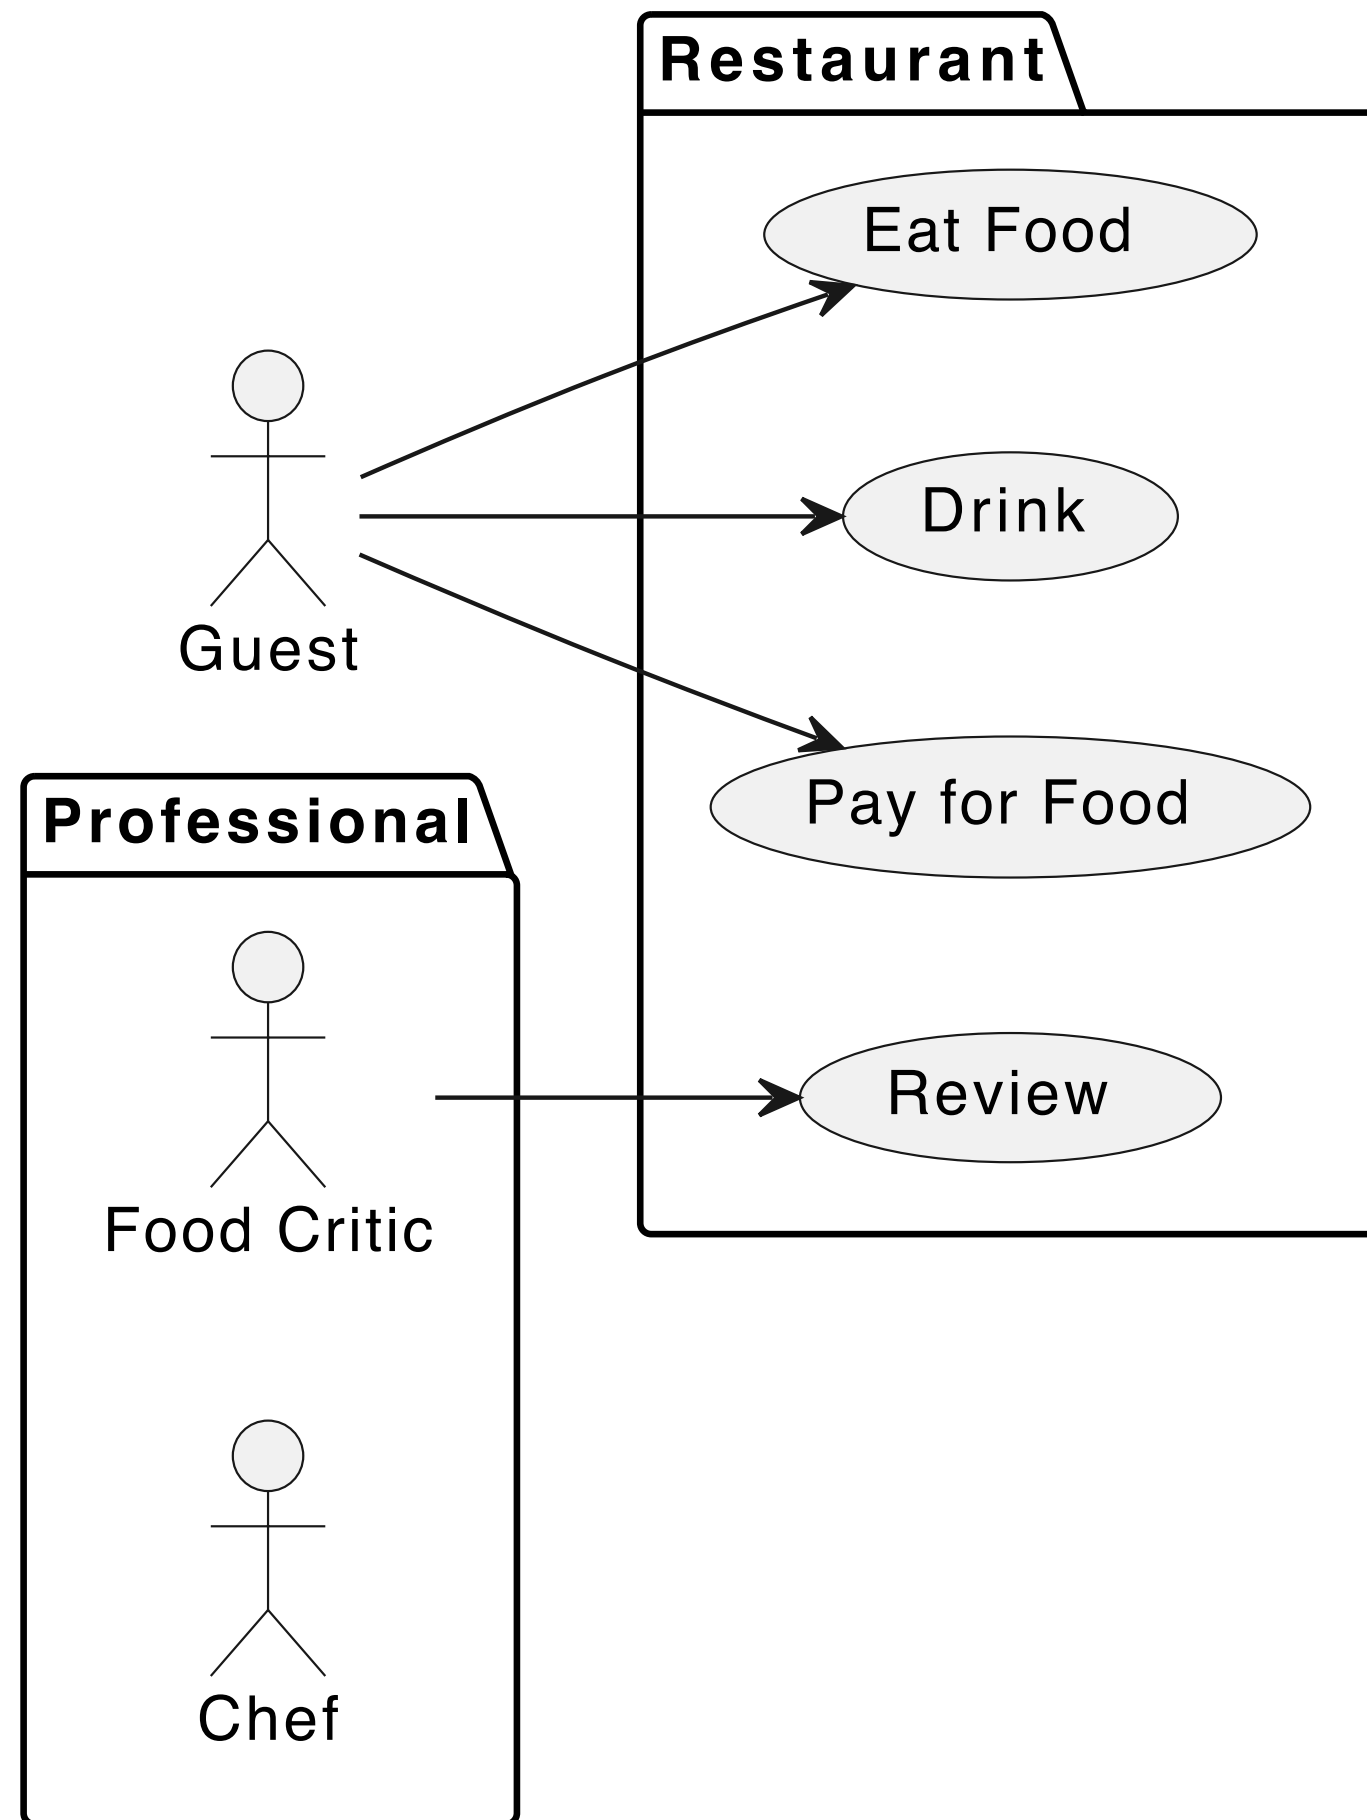 Restaurant
Eat Food
Drink
Guest
Pay for Food
Professional
Review
Food Critic
Chef